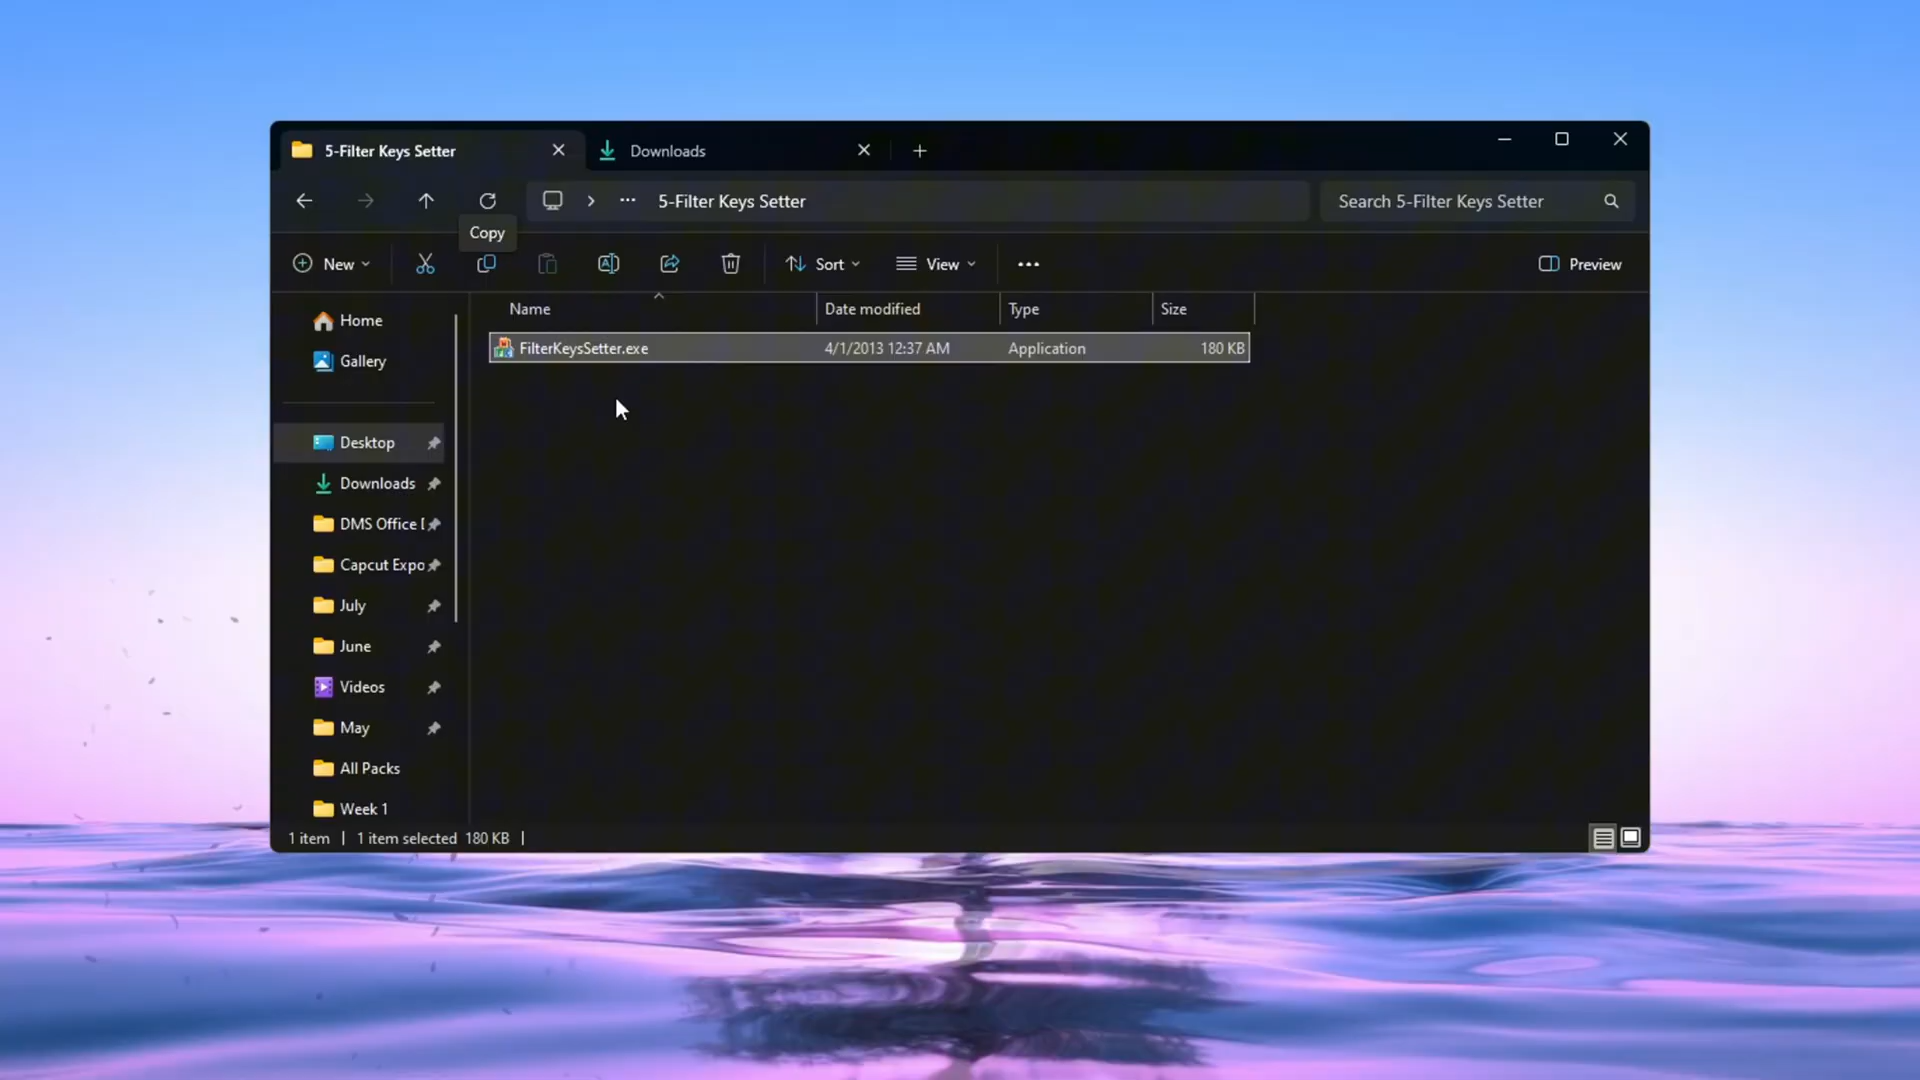 5-Filter Keys Setter
Downloads
5-Filter Keys Setter
Search 5-Filter Keys Setter
Copy
New
Sort
View
Preview
Name
Date modified
Type
Size
FilterKeysSetter.exe
4/1/2013 12:37 AM
Application
180 KB
Home
Gallery
Desktop
Downloads
DMS Office [
Capcut Expo
July
June
Videos
May
All Packs
Week 1
1 item
1 item selected 180 KB